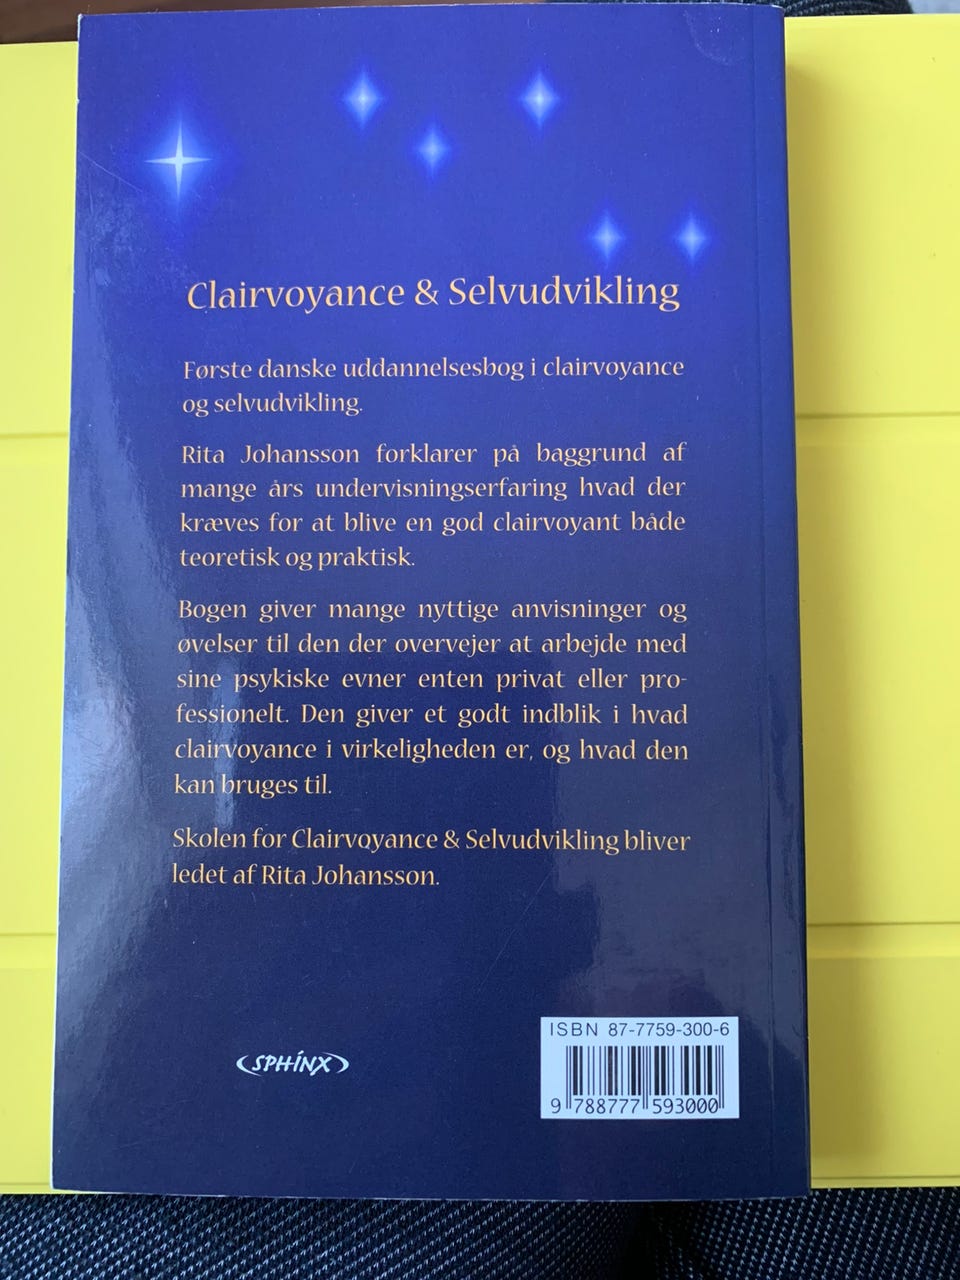 Clairvoyance & Selvudvikling
Første danske uddannelsesbog i clairvoyance
og selvudvikling.
Rita Johansson forklarer på baggrund af
mange års undervisningserfaring hvad der
kræves for at blive en god clairvoyant både
teoretisk og praktisk.
Bogen giver mange nyttige anvisninger og
øvelser til den der overvejer at arbejde med
sine psykiske evner enten privat eller pro-
fessionelt. Den giver et godt indblik i hvad
clairvoyance i virkeligheden er, og hvad den
kan bruges til.
Skolen for Clairvoyance & Selvudvikling bliver
ledet af Rita Johansson.
SPHINX
ISBN 87-7759-300-6
9 788777 593000